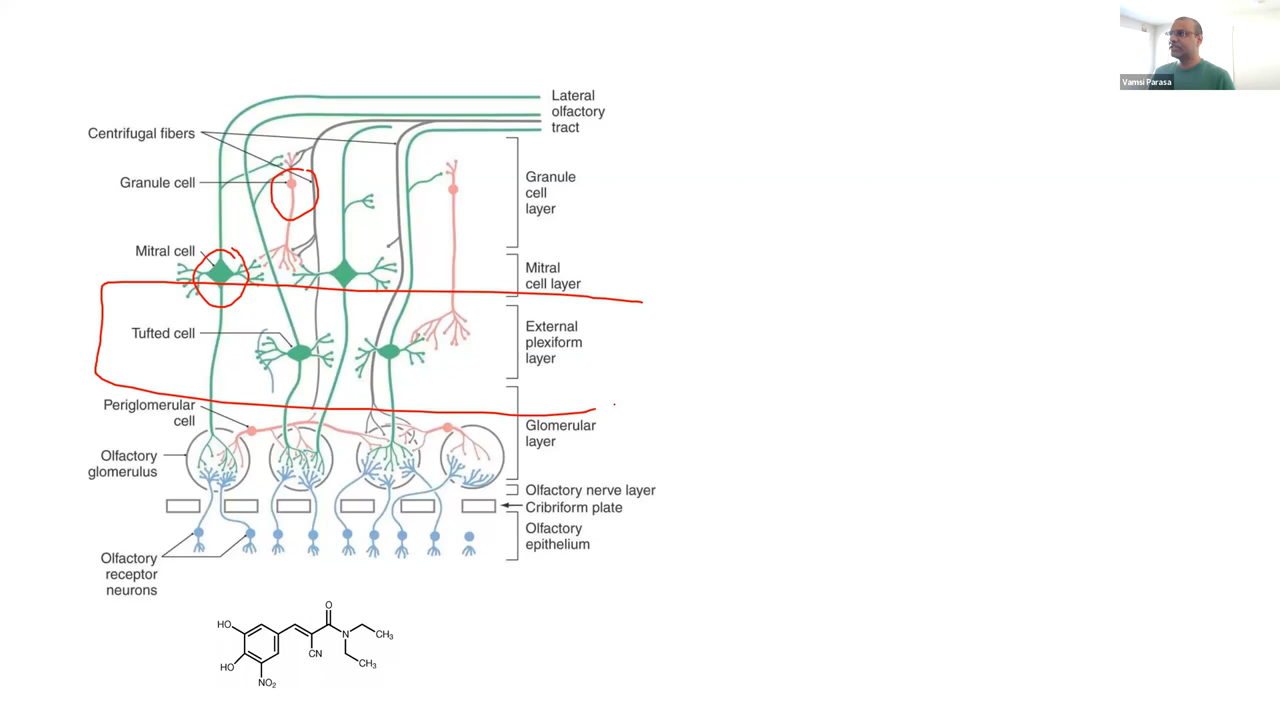 Vamsi Parasa
Lateral
olfactory
tract
Centrifugal fibers
Granule cell
Granule
cell
layer
Mitral cell
Mitral
cell layer
Tufted cell
External
plexiform
layer
Periglomerular
cell
Glomerular
layer
Olfactory
glomerulus
Olfactory nerve layer
Cribriform plate
Olfactory
epithelium
Olfactory
receptor
neurons
O
HO
N
CH3
CN
HO
CH3
NO2